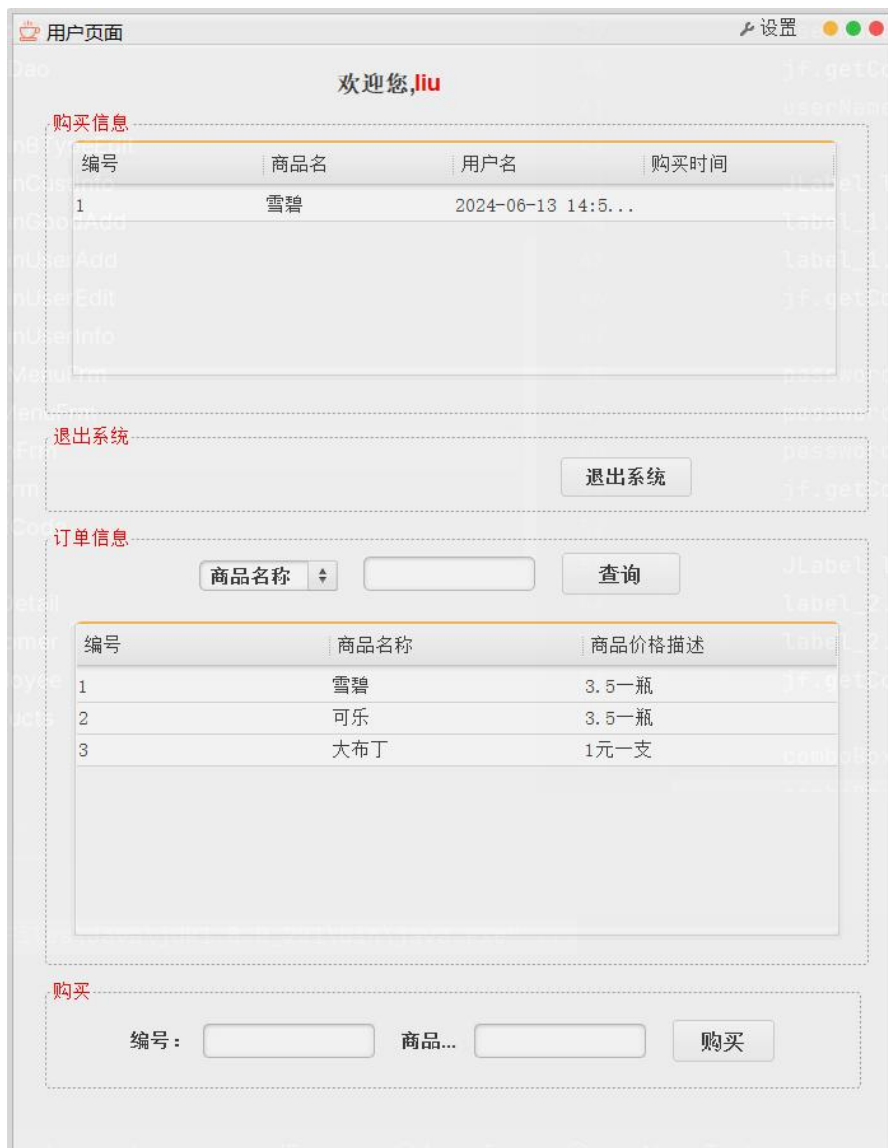 用户页面 设置
欢迎您,liu
购买信息
编号 商品名 用户名 购买时间
1 雪碧 2024-06-13 14:5...
退出系统
退出系统
订单信息
商品名称 查询
编号 商品名称 商品价格描述
1 雪碧 3.5一瓶
2 可乐 3.5一瓶
3 大布丁 1元一支
购买
编号: 商品... 购买